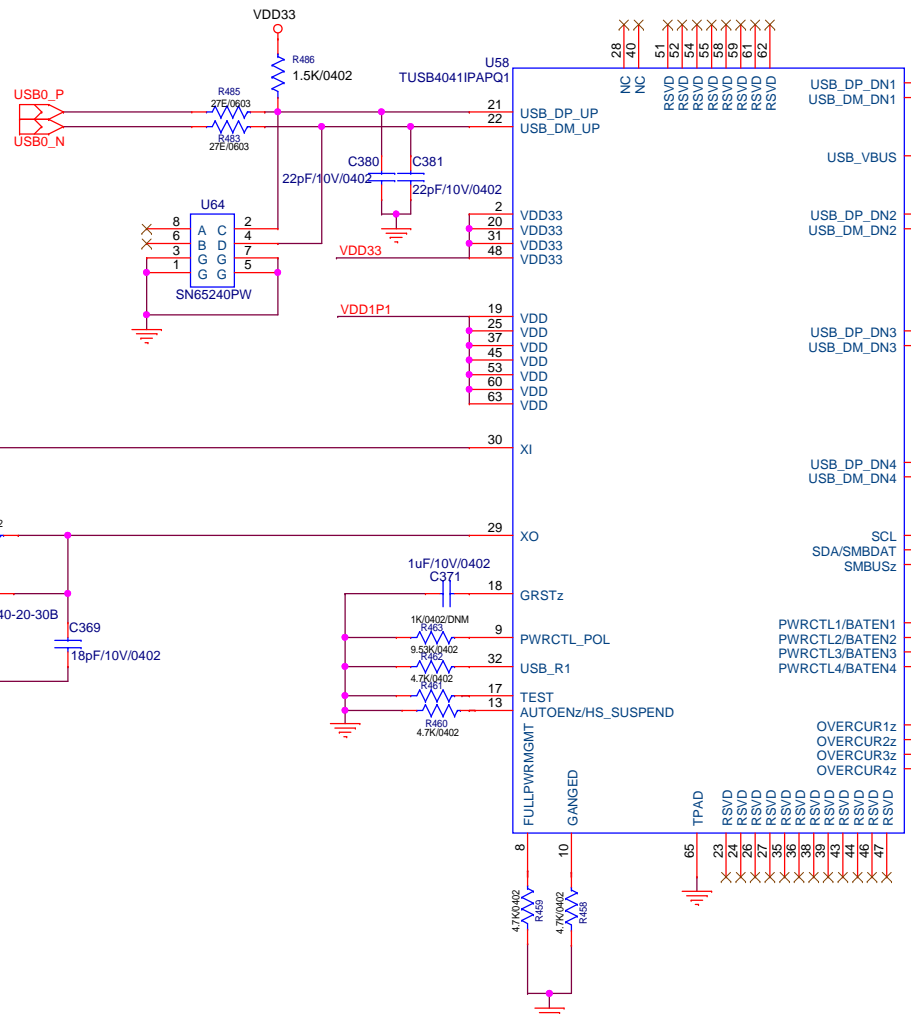 VDD33
R486
1.5K/0402
U58
TUSB4041IPAPQ1
USB0_P
USB0_N
R485
27E/0603
R483
27E/0603
C380
22pF/10V/0402
C381
22pF/10V/0402
U64
8 A C 2
6 B D 4
3 G G 7
1 G G 5
SN65240PW
VDD33
VDD1P1
28 NC
40 NC
51 RSVD
52 RSVD
54 RSVD
55 RSVD
58 RSVD
59 RSVD
61 RSVD
62 RSVD
21 USB_DP_UP
22 USB_DM_UP
2 VDD33
20 VDD33
31 VDD33
48 VDD33
19 VDD
25 VDD
37 VDD
45 VDD
53 VDD
60 VDD
63 VDD
30 XI
29 XO
18 GRSTz
9 PWRCTL_POL
32 USB_R1
17 TEST
13 AUTOENz/HS_SUSPEND
USB_DP_DN1
USB_DM_DN1
USB_VBUS
USB_DP_DN2
USB_DM_DN2
USB_DP_DN3
USB_DM_DN3
USB_DP_DN4
USB_DM_DN4
SCL
SDA/SMBDAT
SMBUSz
PWRCTL1/BATEN1
PWRCTL2/BATEN2
PWRCTL3/BATEN3
PWRCTL4/BATEN4
OVERCUR1z
OVERCUR2z
OVERCUR3z
OVERCUR4z
40-20-30B
C369
18pF/10V/0402
1uF/10V/0402
C371
1K/0402/DNM
R463
9.53K/0402
R462
4.7K/0402
R461
R460
4.7K/0402
FULLPWRMGMT 8
GANGED 10
TPAD 65
RSVD 23
RSVD 24
RSVD 26
RSVD 27
RSVD 35
RSVD 36
RSVD 38
RSVD 39
RSVD 43
RSVD 44
RSVD 46
RSVD 47
4.7K/0402
R459
4.7K/0402
R458